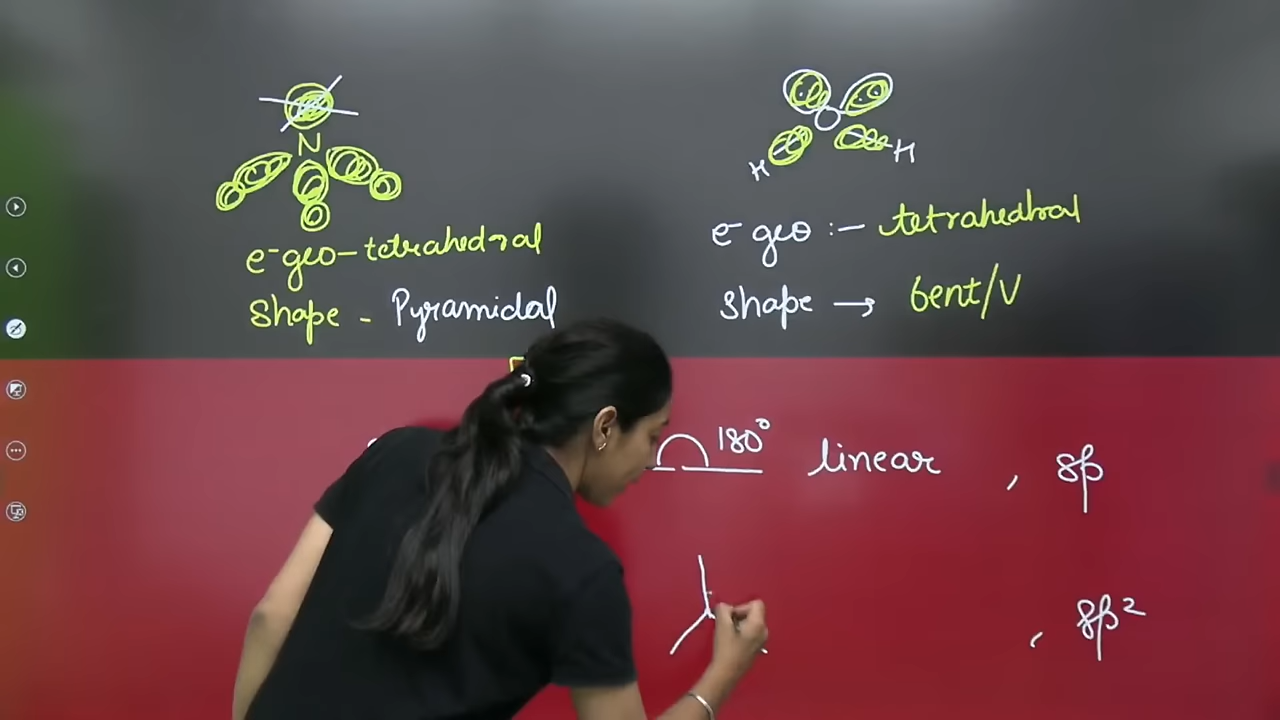 N
e⁻ geo – tetrahedral
Shape - Pyramidal
O
H H
e⁻ geo :– tetrahedral
shape → bent/V
180° linear , sp
, sp²